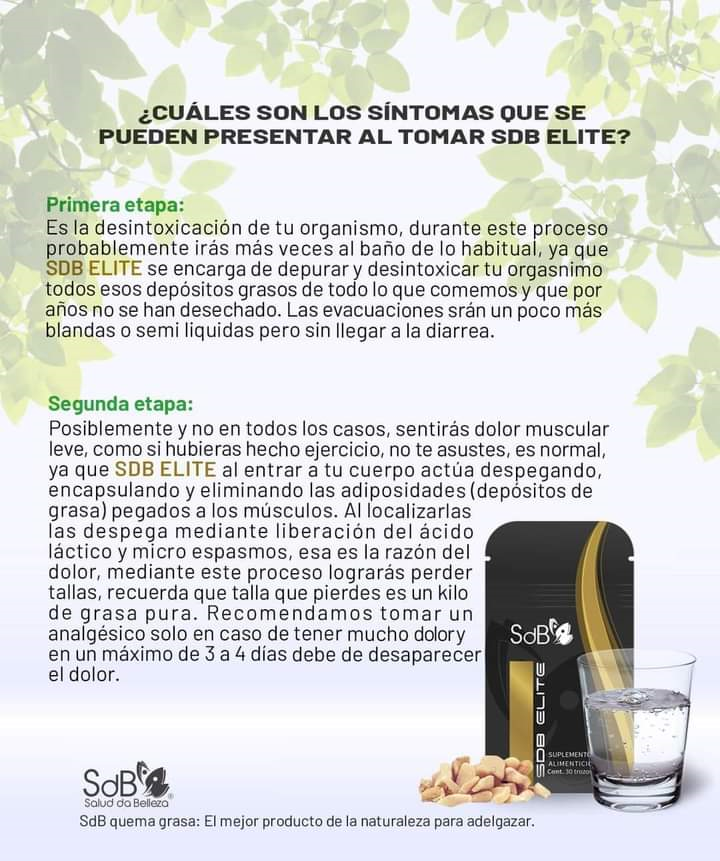 ¿CUÁLES SON LOS SÍNTOMAS QUE SE
PUEDEN PRESENTAR AL TOMAR SDB ELITE?
Primera etapa:
Es la desintoxicación de tu organismo, durante este proceso
probablemente irás más veces al baño de lo habitual, ya que
SDB ELITE se encarga de depurar y desintoxicar tu orgasnimo
todos esos depósitos grasos de todo lo que comemos y que por
años no se han desechado. Las evacuaciones srán un poco más
blandas o semi liquidas pero sin llegar a la diarrea.
Segunda etapa:
Posiblemente y no en todos los casos, sentirás dolor muscular
leve, como si hubieras hecho ejercicio, no te asustes, es normal,
ya que SDB ELITE al entrar a tu cuerpo actúa despegando,
encapsulando y eliminando las adiposidades (depósitos de
grasa) pegados a los músculos. Al localizarlas
las despega mediante liberación del ácido
láctico y micro espasmos, esa es la razón del
dolor, mediante este proceso lograrás perder
tallas, recuerda que talla que pierdes es un kilo
de grasa pura. Recomendamos tomar un
analgésico solo en caso de tener mucho dolory
en un máximo de 3 a 4 días debe de desaparecer
el dolor.
SdB
SDB ELITE
SUPLEMENTO
ALIMENTICI
Cont. 30 trozos
SdB®
Salud da Belleza
SdB quema grasa: El mejor producto de la naturaleza para adelgazar.